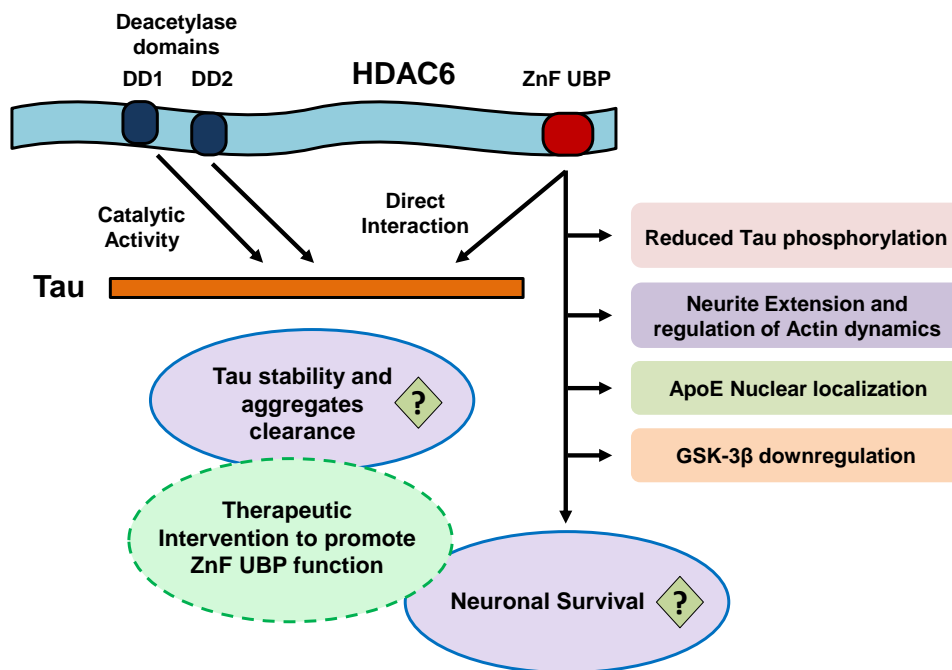 Deacetylase
domains
DD1 DD2
HDAC6
ZnF UBP
Catalytic
Activity
Direct
Interaction
Tau
Reduced Tau phosphorylation
Neurite Extension and
regulation of Actin dynamics
ApoE Nuclear localization
GSK-3β downregulation
Tau stability and
aggregates
clearance
?
Therapeutic
Intervention to promote
ZnF UBP function
Neuronal Survival
?